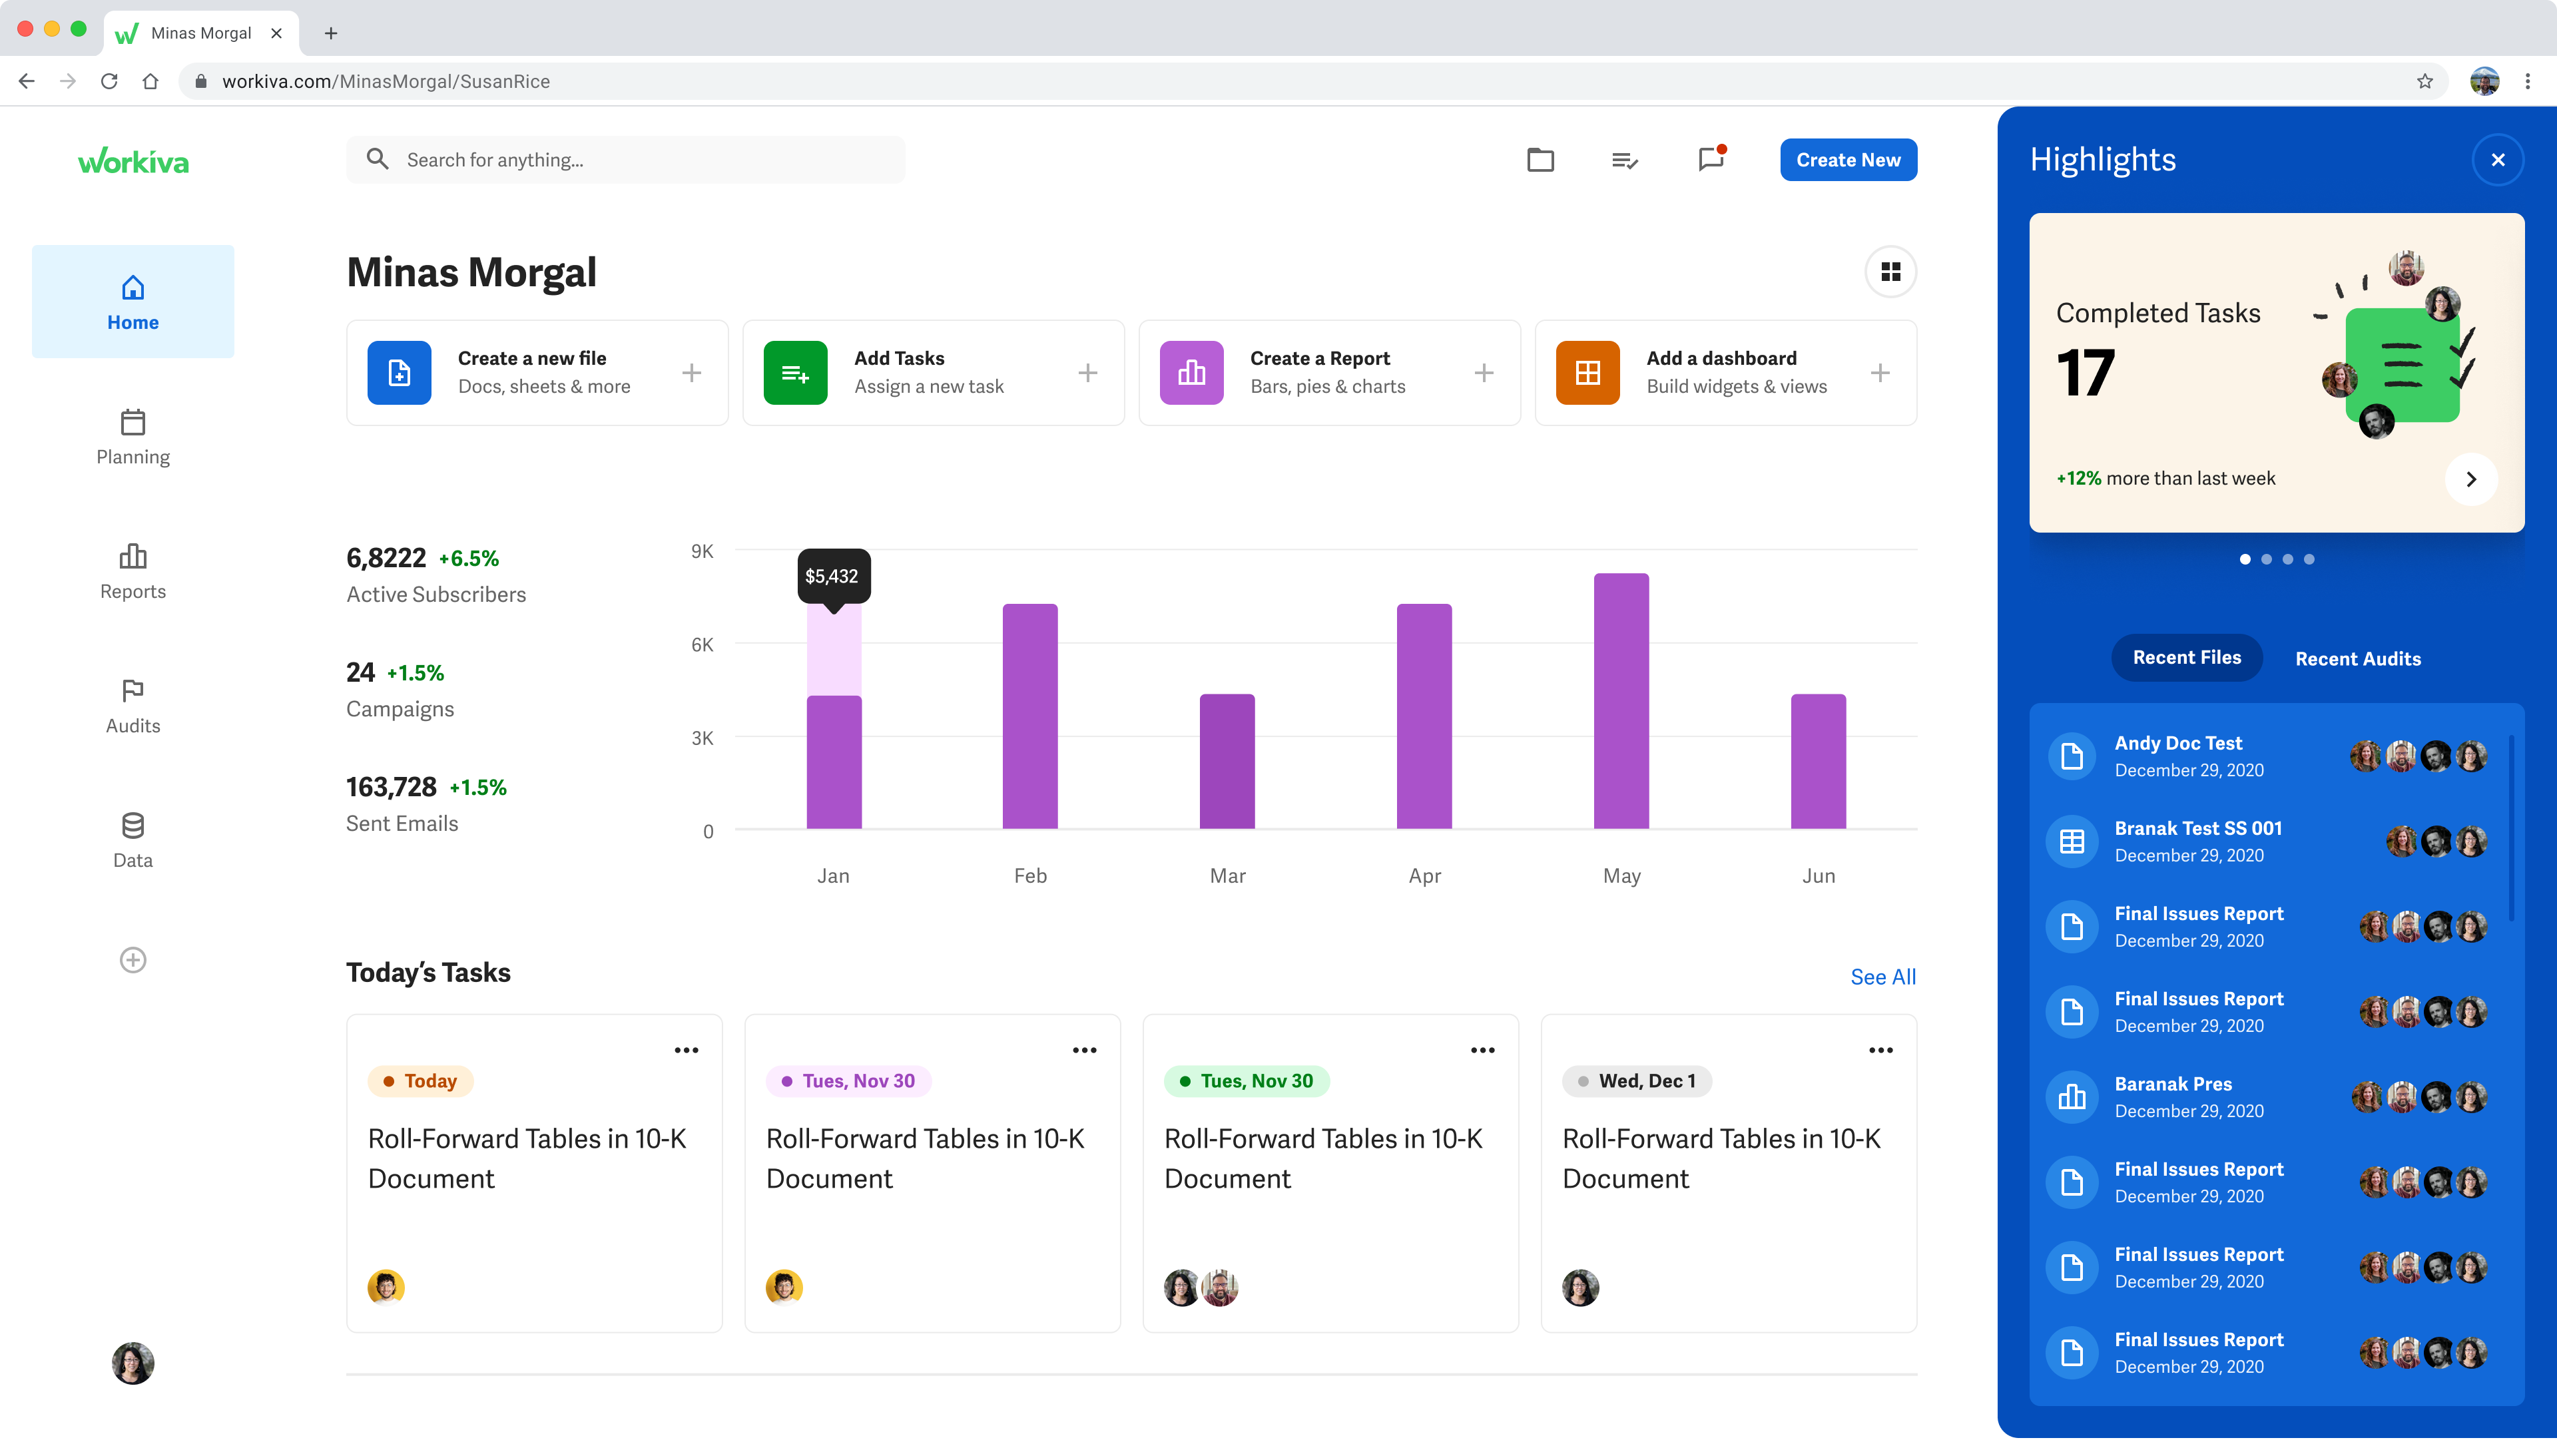 Minas Morgal
workiva.com/MinasMorgal/SusanRice
workiva
Search for anything...
Create New
Home
Planning
Reports
Audits
Data
Minas Morgal
Create a new file
Docs, sheets & more
Add Tasks
Assign a new task
Create a Report
Bars, pies & charts
Add a dashboard
Build widgets & views
6,8222 +6.5%
Active Subscribers
24 +1.5%
Campaigns
163,728 +1.5%
Sent Emails
9K
6K
3K
0
$5,432
Jan
Feb
Mar
Apr
May
Jun
Today’s Tasks
See All
Today
Roll-Forward Tables in 10-K
Document
Tues, Nov 30
Roll-Forward Tables in 10-K
Document
Tues, Nov 30
Roll-Forward Tables in 10-K
Document
Wed, Dec 1
Roll-Forward Tables in 10-K
Document
Highlights
Completed Tasks
17
+12% more than last week
Recent Files
Recent Audits
Andy Doc Test
December 29, 2020
Branak Test SS 001
December 29, 2020
Final Issues Report
December 29, 2020
Final Issues Report
December 29, 2020
Baranak Pres
December 29, 2020
Final Issues Report
December 29, 2020
Final Issues Report
December 29, 2020
Final Issues Report
December 29, 2020